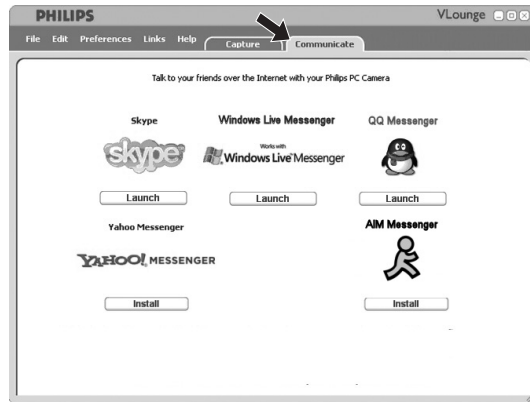 PHILIPS
VLounge
File Edit Preferences Links Help Capture Communicate
Talk to your friends over the Internet with your Philips PC Camera
Skype
Windows Live Messenger
QQ Messenger
skype
Works with
Windows Live Messenger
Launch
Launch
Launch
Yahoo Messenger
AIM Messenger
YAHOO! MESSENGER
Install
Install